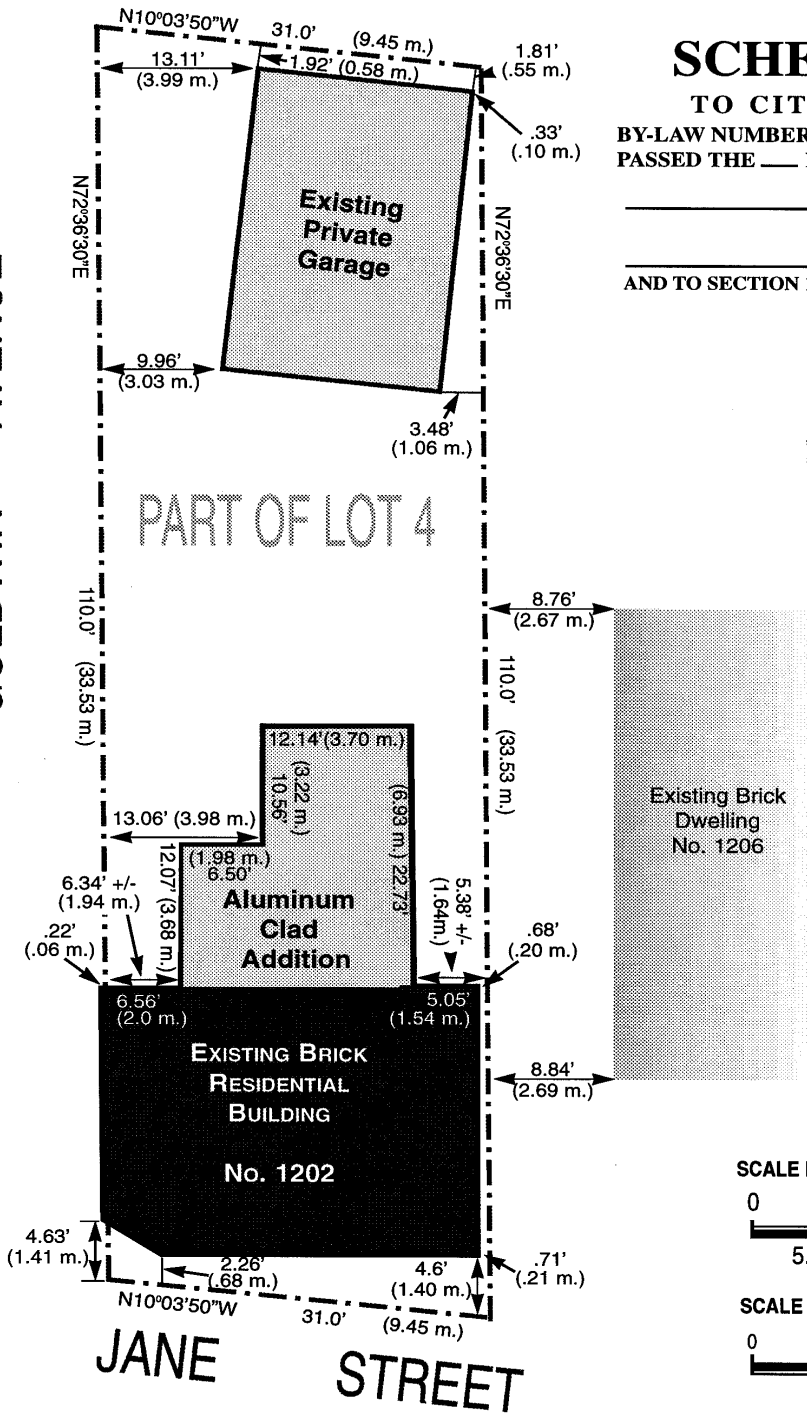 N10°03'50"W 31.0' (9.45 m.)
13.11'
(3.99 m.)
1.92' (0.58 m.)
1.81'
(.55 m.)
.33'
(.10 m.)
SCHE
TO CIT
BY-LAW NUMBER
PASSED THE
AND TO SECTION
N72°36'30"E
Existing
Private
Garage
N72°36'30"E
9.96'
(3.03 m.)
3.48'
(1.06 m.)
PART OF LOT 4
110.0' (33.53 m.)
8.76'
(2.67 m.)
110.0' (33.53 m.)
12.14'(3.70 m.)
(3.22 m.)
10.56'
(6.93 m.) 22.73'
13.06' (3.98 m.)
(1.98 m.)
6.50'
12.07' (3.68 m.)
Aluminum
Clad
Addition
6.34' +/-
(1.94 m.)
.22'
(.06 m.)
5.38' +/-
(1.64m.)
.68'
(.20 m.)
Existing Brick
Dwelling
No. 1206
6.56'
(2.0 m.)
5.05'
(1.54 m.)
EXISTING BRICK
RESIDENTIAL
BUILDING
No. 1202
8.84'
(2.69 m.)
4.63'
(1.41 m.)
2.26'
(.68 m.)
4.6'
(1.40 m.)
.71'
(.21 m.)
N10°03'50"W 31.0' (9.45 m.)
JANE STREET
SCALE
0
5.
SCALE
0